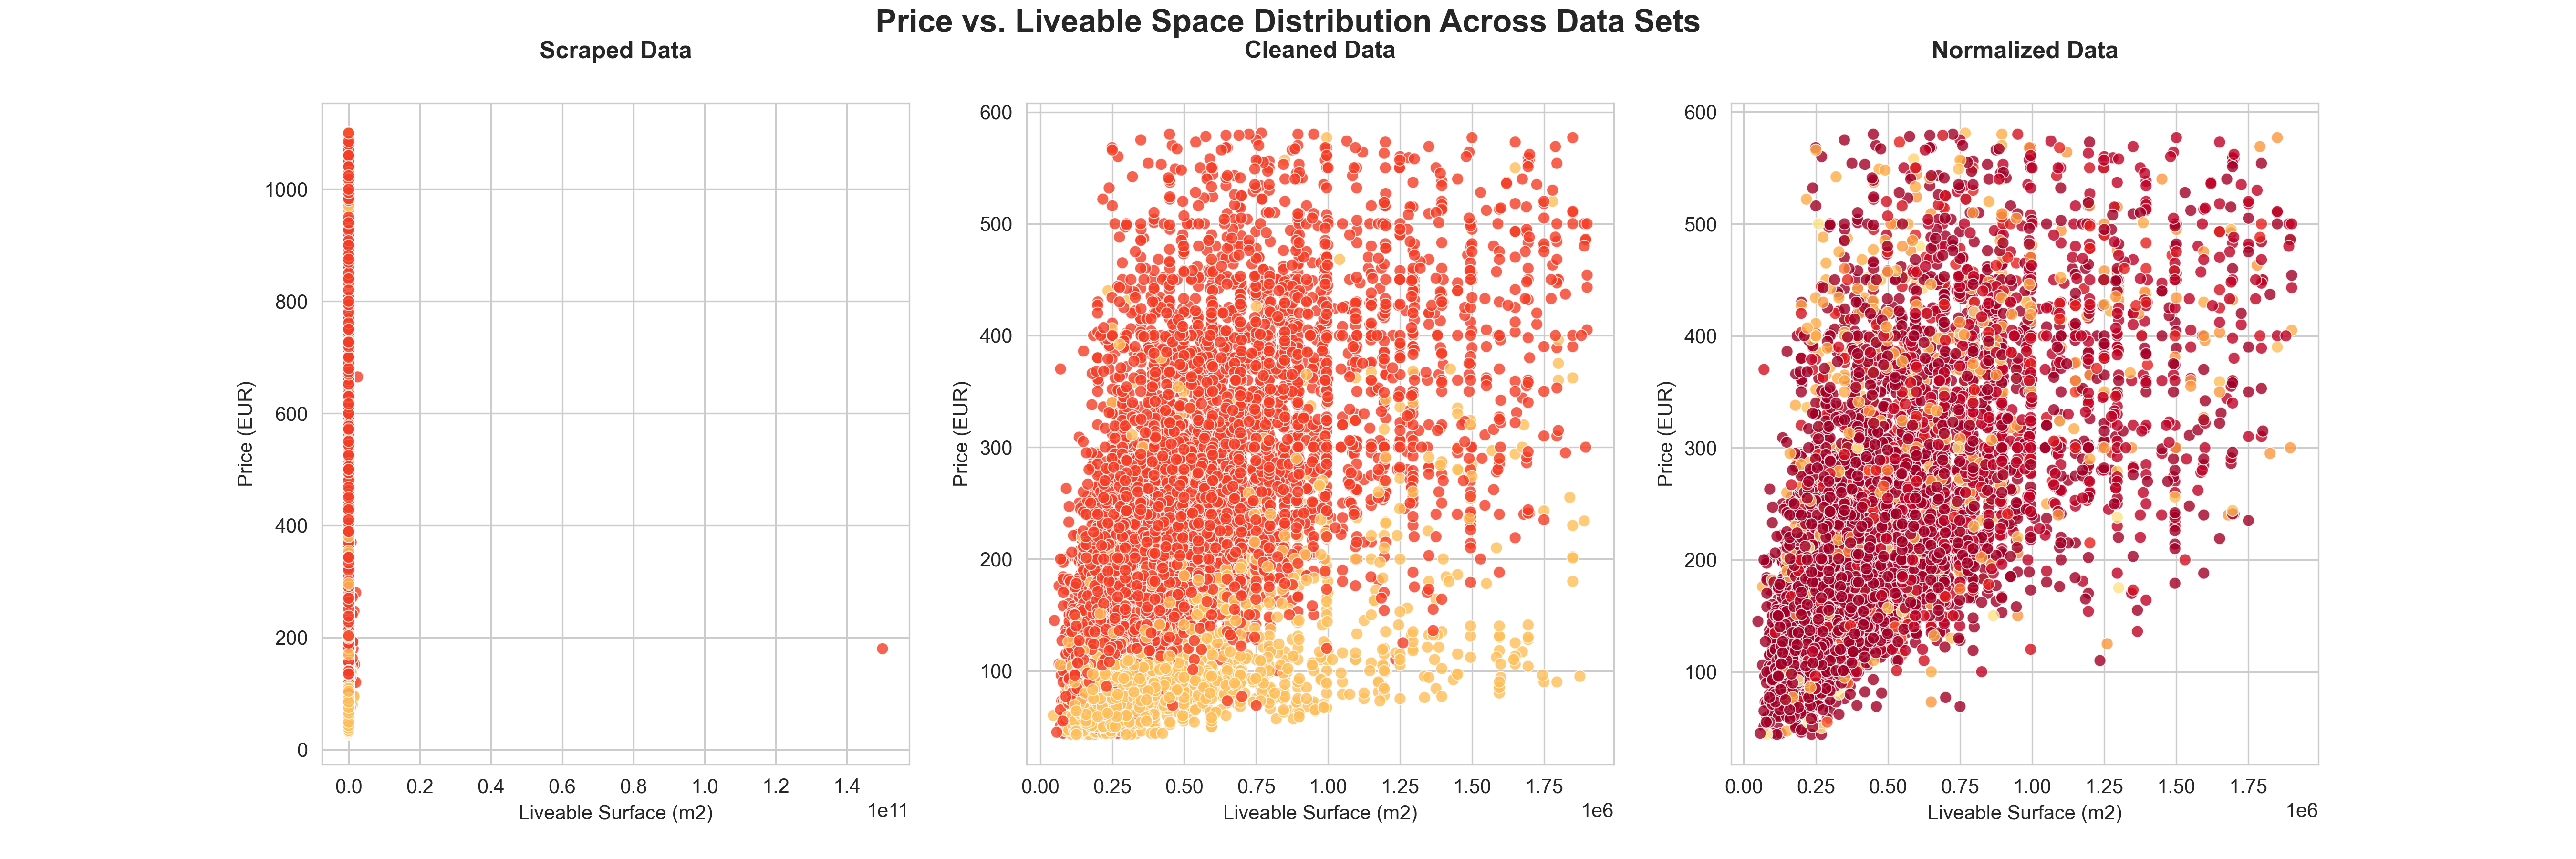 Price vs. Liveable Space Distribution Across Data Sets
Scraped Data
Price (EUR)
1000
800
600
400
200
0
0.0 0.2 0.4 0.6 0.8 1.0 1.2 1.4
Liveable Surface (m2)
1e11
Cleaned Data
Price (EUR)
600
500
400
300
200
100
0.00 0.25 0.50 0.75 1.00 1.25 1.50 1.75
Liveable Surface (m2)
1e6
Normalized Data
Price (EUR)
600
500
400
300
200
100
0.00 0.25 0.50 0.75 1.00 1.25 1.50 1.75
Liveable Surface (m2)
1e6